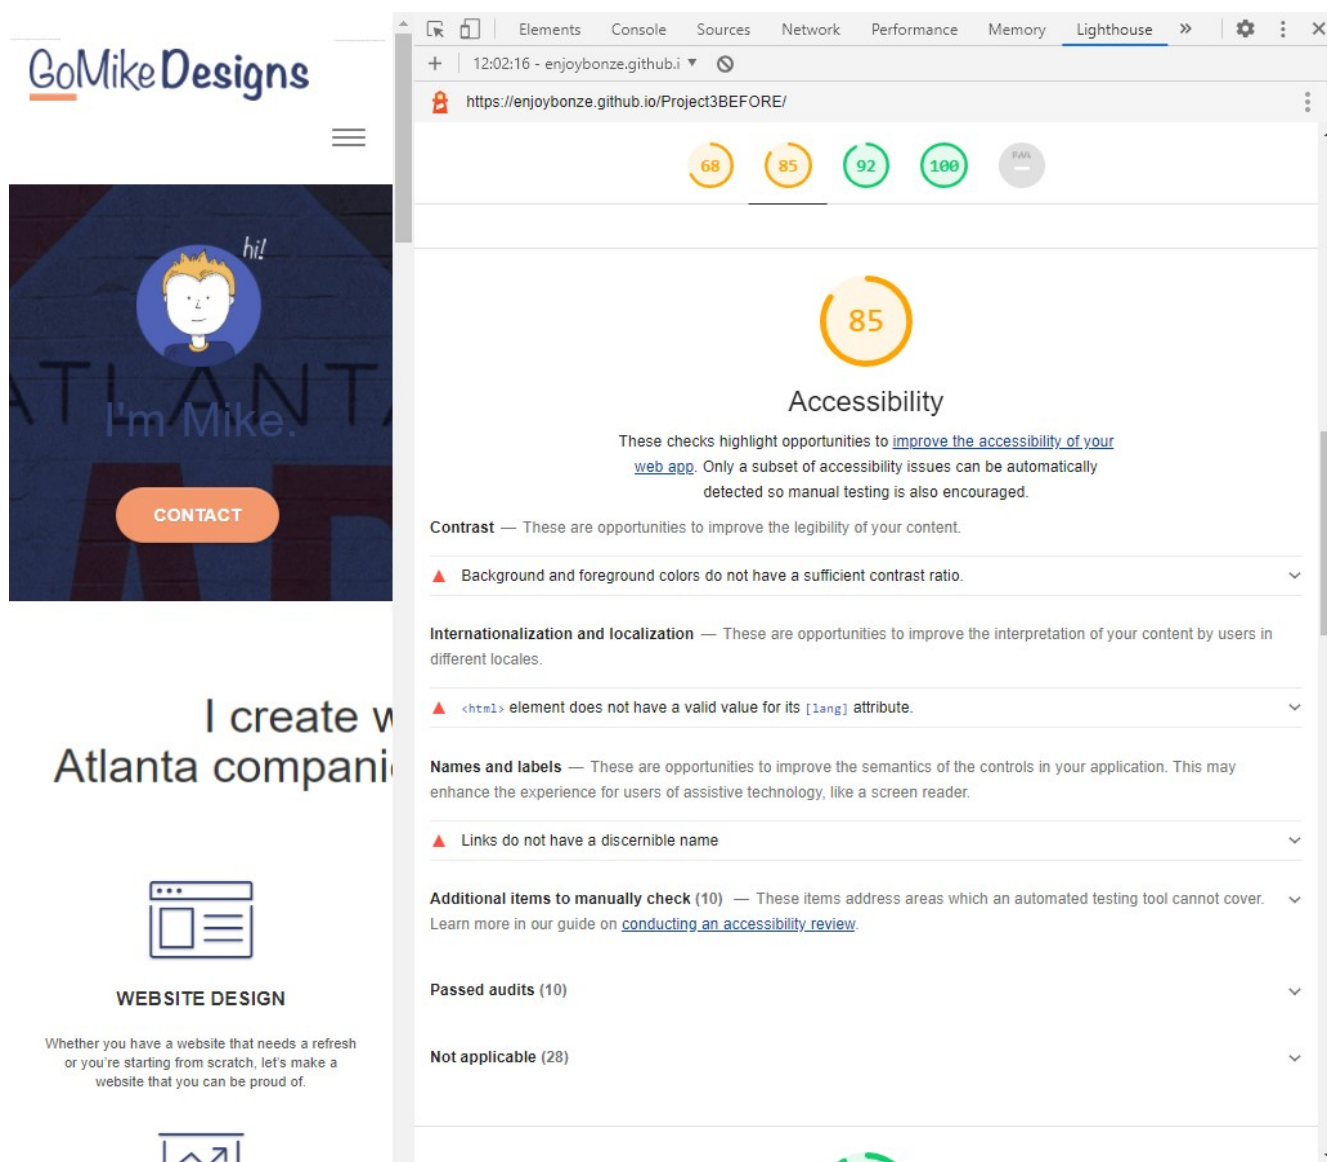 GoMikeDesigns
hi!
ATLANTA
I'm Mike.
CONTACT
I create w
Atlanta compani
WEBSITE DESIGN
Whether you have a website that needs a refresh
or you're starting from scratch, let's make a
website that you can be proud of.
Elements Console Sources Network Performance Memory Lighthouse
12:02:16 - enjoybonze.github.i
https://enjoybonze.github.io/Project3BEFORE/
68 85 92 100 PWA
85
Accessibility
These checks highlight opportunities to improve the accessibility of your
web app. Only a subset of accessibility issues can be automatically
detected so manual testing is also encouraged.
Contrast — These are opportunities to improve the legibility of your content.
Background and foreground colors do not have a sufficient contrast ratio.
Internationalization and localization — These are opportunities to improve the interpretation of your content by users in
different locales.
<html> element does not have a valid value for its [lang] attribute.
Names and labels — These are opportunities to improve the semantics of the controls in your application. This may
enhance the experience for users of assistive technology, like a screen reader.
Links do not have a discernible name
Additional items to manually check (10) — These items address areas which an automated testing tool cannot cover.
Learn more in our guide on conducting an accessibility review.
Passed audits (10)
Not applicable (28)